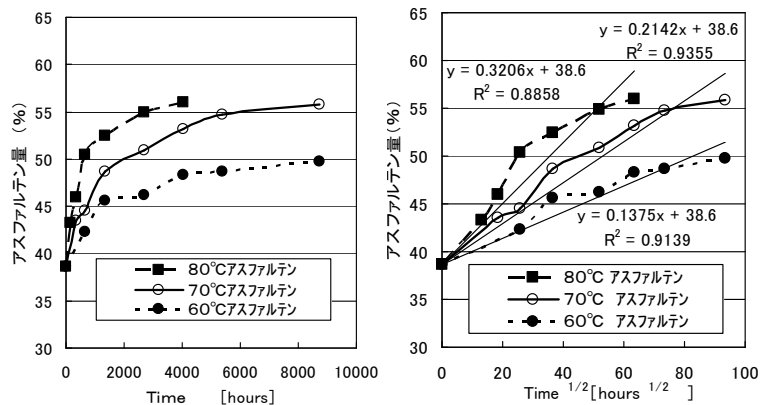 アスファルテン量 (%)
65
60
55
50
45
40
35
30
80℃アスファルテン
70℃アスファルテン
60℃アスファルテン
0 2000 4000 6000 8000 10000
Time [hours]
アスファルテン量(%)
65
60
55
50
45
40
35
30
y = 0.2142x + 38.6
R² = 0.9355
y = 0.3206x + 38.6
R² = 0.8858
y = 0.1375x + 38.6
R² = 0.9139
80℃ アスファルテン
70℃ アスファルテン
60℃ アスファルテン
0 20 40 60 80 100
Time 1/2[hours 1/2 ]